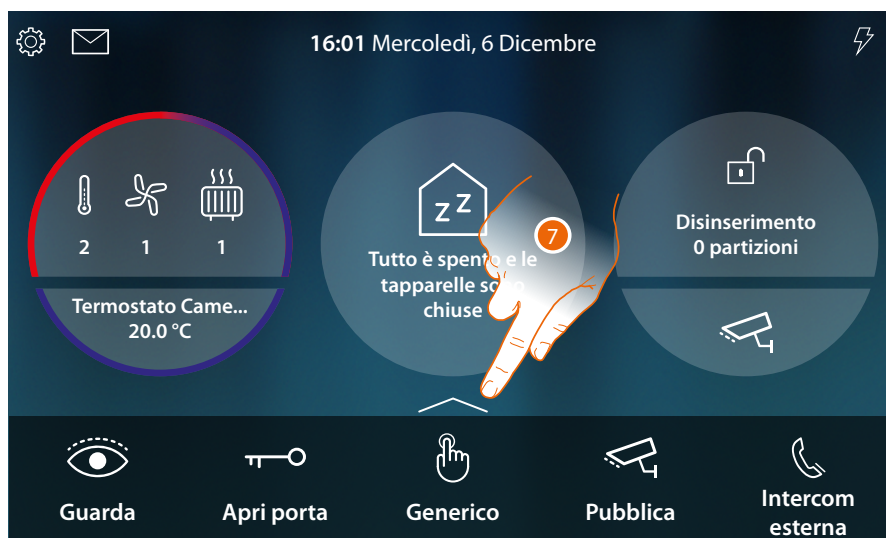 16:01 Mercoledì, 6 Dicembre
2 1 1
Termostato Came...
20.0 °C
z Z
Tutto è spento e le
tapparelle sono
chiuse
7
Disinserimento
0 partizioni
Guarda
Apri porta
Generico
Pubblica
Intercom
esterna